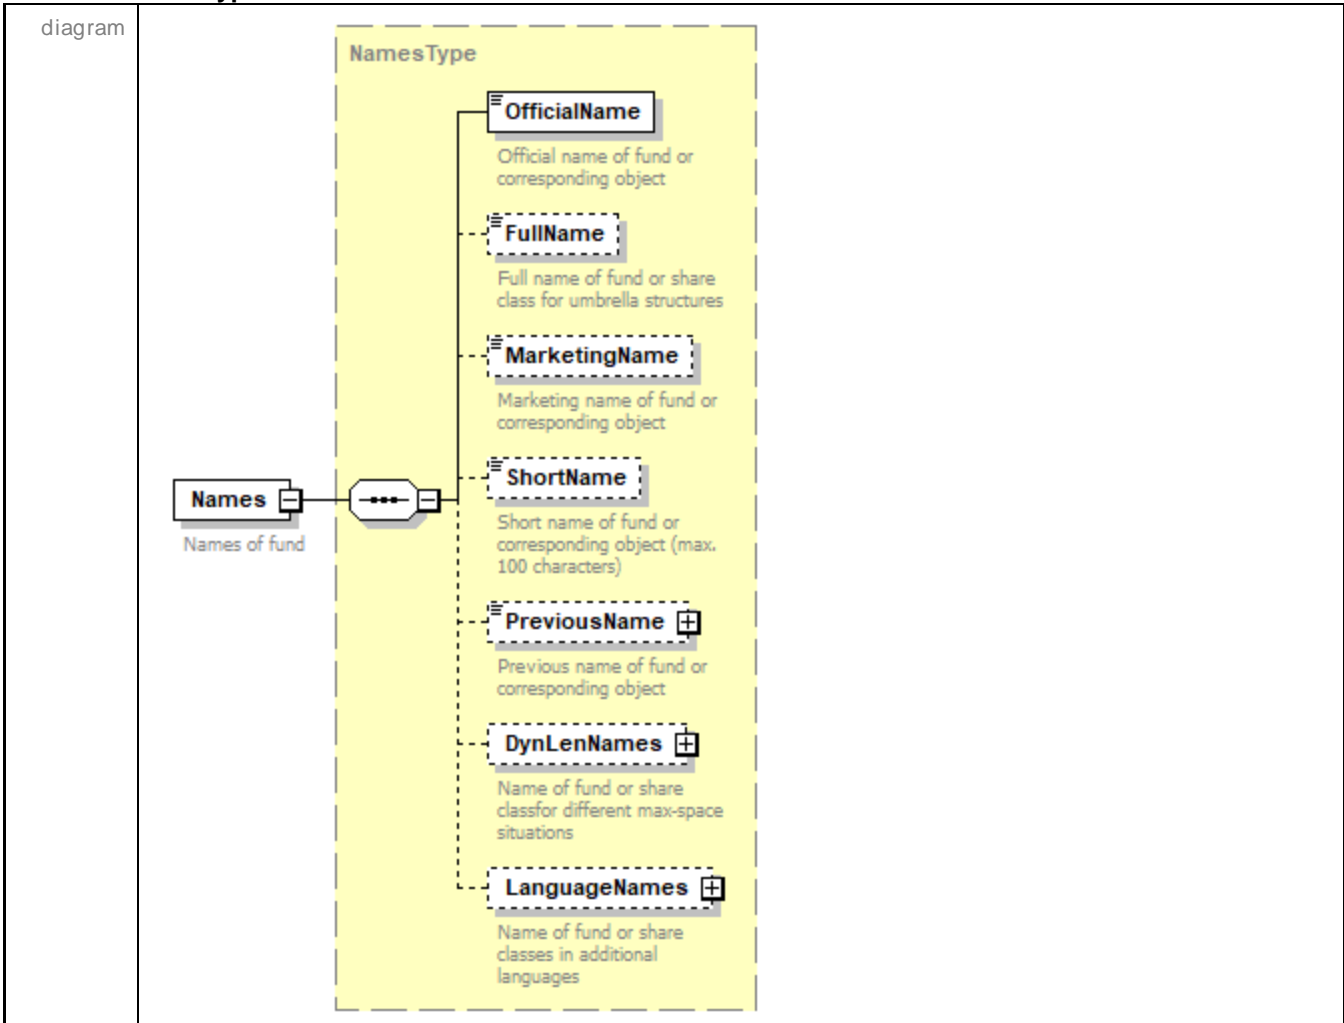 diagram
NamesType
OfficialName
Official name of fund or
corresponding object
FullName
Full name of fund or share
class for umbrella structures
MarketingName
Marketing name of fund or
corresponding object
ShortName
Short name of fund or
corresponding object (max.
100 characters)
Names
Names of fund
PreviousName
Previous name of fund or
corresponding object
DynLenNames
Name of fund or share
classfor different max-space
situations
LanguageNames
Name of fund or share
classes in additional
languages